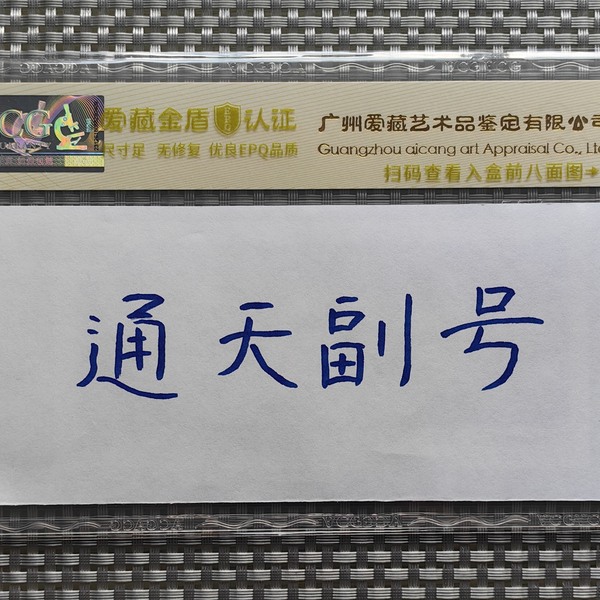 爱藏金盾 认证
尺寸足 无修复 优良EPQ品质
广州爱藏艺术品鉴定有限公司
Guangzhou aicang art Appraisal Co., Ltd
扫码查看入盒前八面图→
通天副号